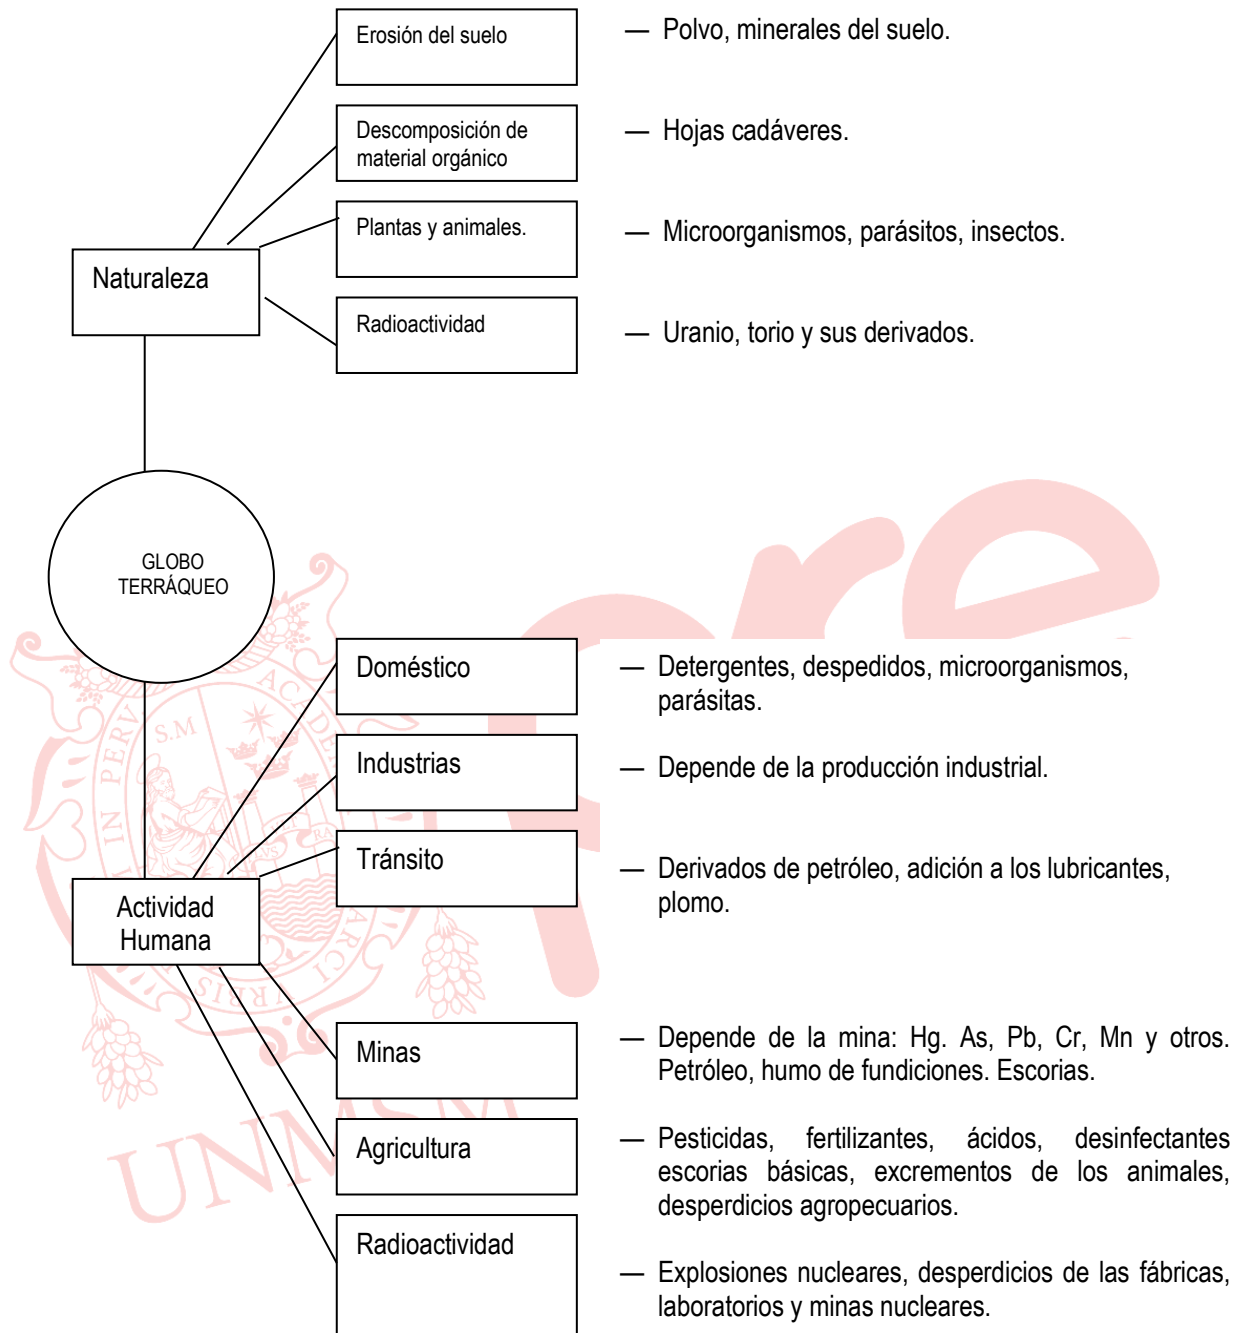 Erosión del suelo
— Polvo, minerales del suelo.
Descomposición de
material orgánico
— Hojas cadáveres.
Plantas y animales.
— Microorganismos, parásitos, insectos.
Naturaleza
Radioactividad
— Uranio, torio y sus derivados.
GLOBO
TERRÁQUEO
Doméstico
— Detergentes, despedidos, microorganismos,
parásitas.
Industrias
— Depende de la producción industrial.
Tránsito
— Derivados de petróleo, adición a los lubricantes,
plomo.
Actividad
Humana
Minas
— Depende de la mina: Hg. As, Pb, Cr, Mn y otros.
Petróleo, humo de fundiciones. Escorias.
Agricultura
— Pesticidas, fertilizantes, ácidos, desinfectantes
escorias básicas, excrementos de los animales,
desperdicios agropecuarios.
Radioactividad
— Explosiones nucleares, desperdicios de las fábricas,
laboratorios y minas nucleares.
Pre
S.M
UNMSM